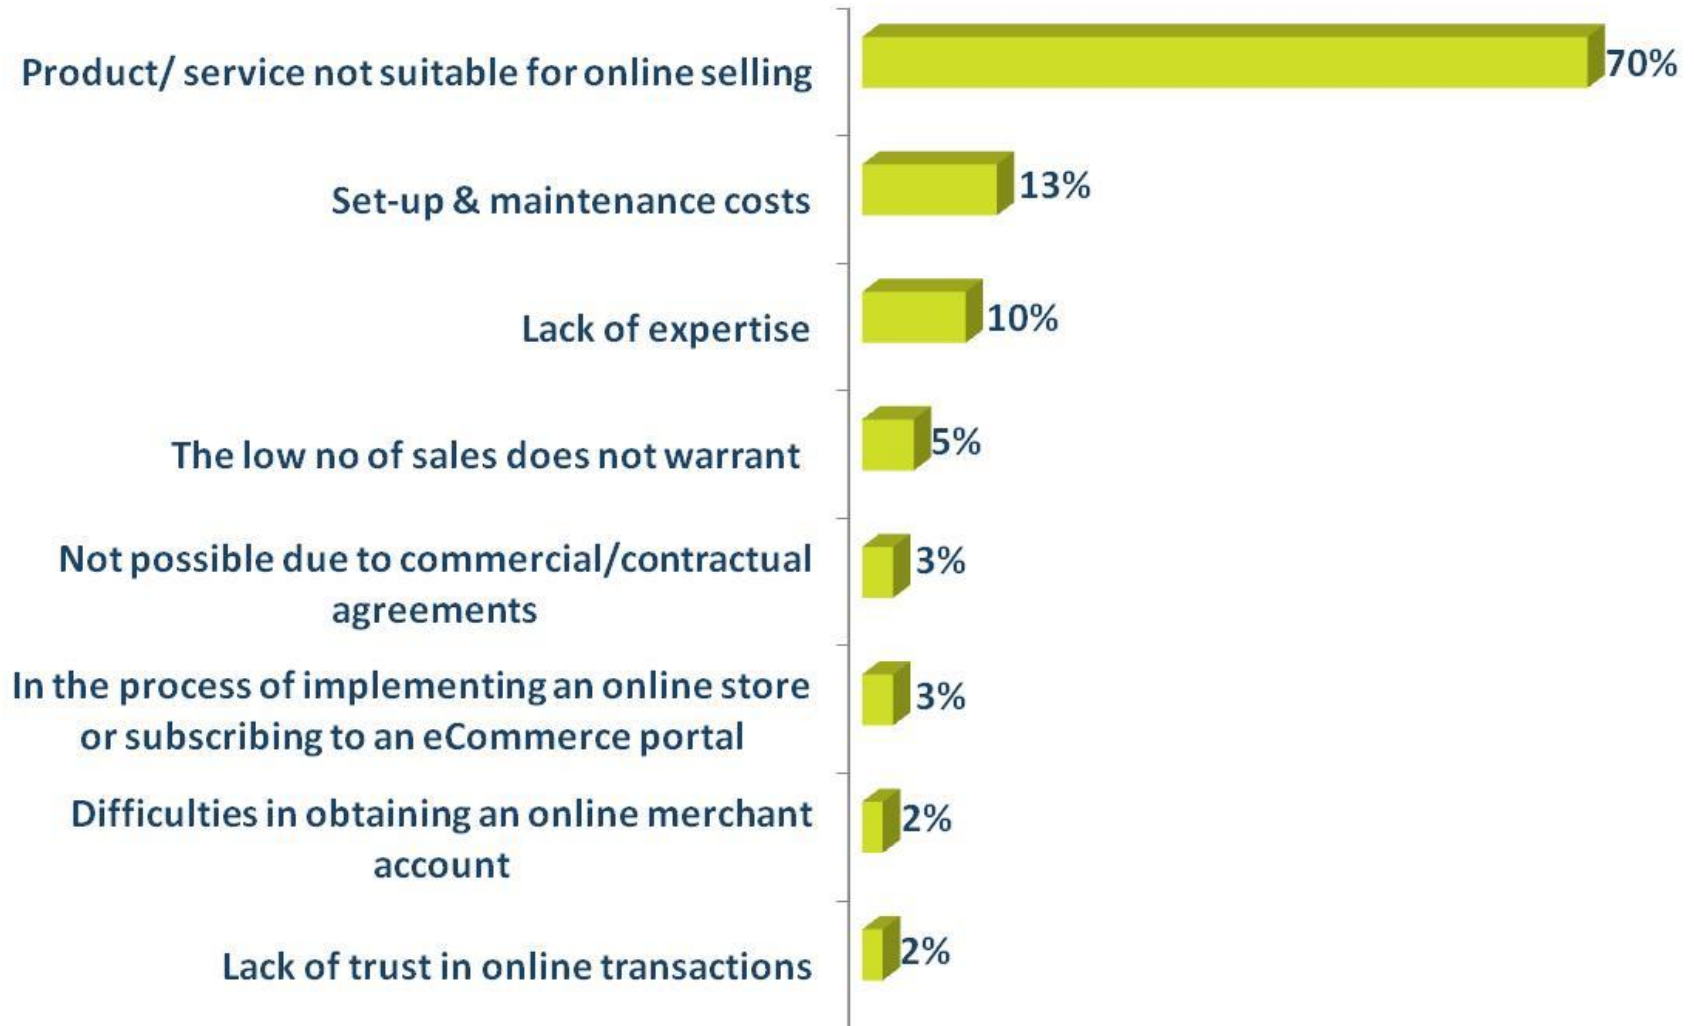 Product/ service not suitable for online selling
70%
Set-up & maintenance costs
13%
Lack of expertise
10%
The low no of sales does not warrant
5%
Not possible due to commercial/contractual
agreements
3%
In the process of implementing an online store
or subscribing to an eCommerce portal
3%
Difficulties in obtaining an online merchant
account
2%
Lack of trust in online transactions
2%